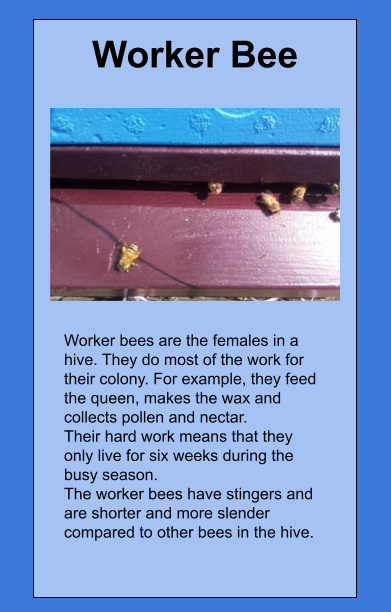 Worker Bee
Worker bees are the females in a
hive. They do most of the work for
their colony. For example, they feed
the queen, makes the wax and
collects pollen and nectar.
Their hard work means that they
only live for six weeks during the
busy season.
The worker bees have stingers and
are shorter and more slender
compared to other bees in the hive.